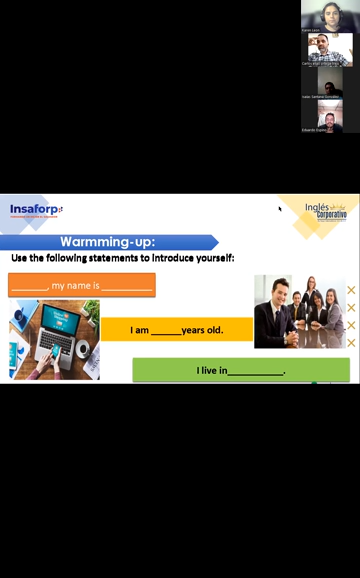 Insaforp
Inglés
Corporativo
Warmming-up:
Use the following statements to introduce yourself:
_______, my name is __________
I am ______years old.
I live in___________.